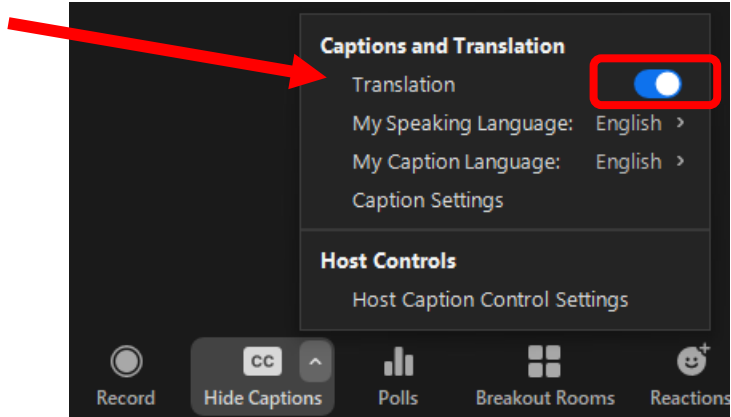 Captions and Translation
Translation
My Speaking Language: English >
My Caption Language: English >
Caption Settings
Host Controls
Host Caption Control Settings
CC
Record
Hide Captions
Polls
Breakout Rooms
Reactions